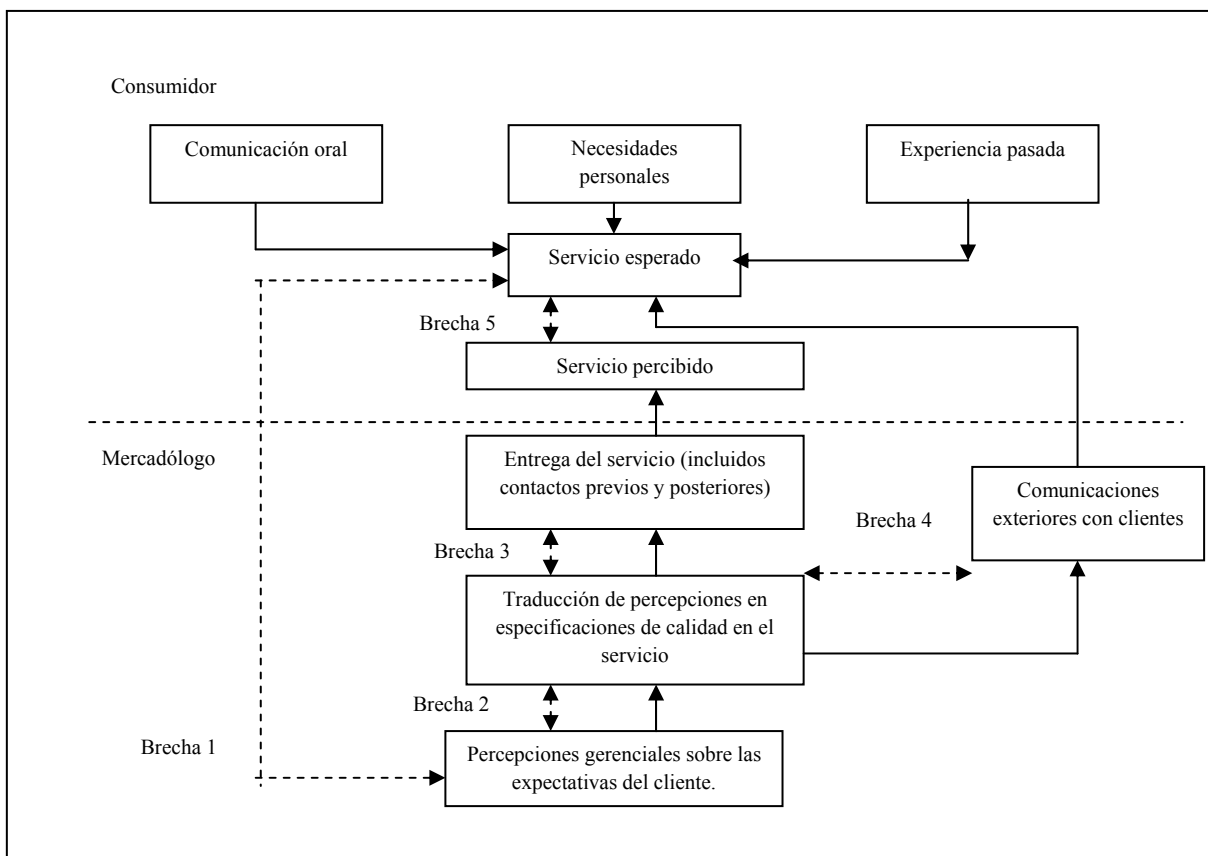 Consumidor
Comunicación oral
Necesidades
personales
Experiencia pasada
Servicio esperado
Brecha 5
Servicio percibido
Mercadólogo
Entrega del servicio (incluidos
contactos previos y posteriores)
Comunicaciones
exteriores con clientes
Brecha 4
Brecha 3
Traducción de percepciones en
especificaciones de calidad en el
servicio
Brecha 2
Brecha 1
Percepciones gerenciales sobre las
expectativas del cliente.